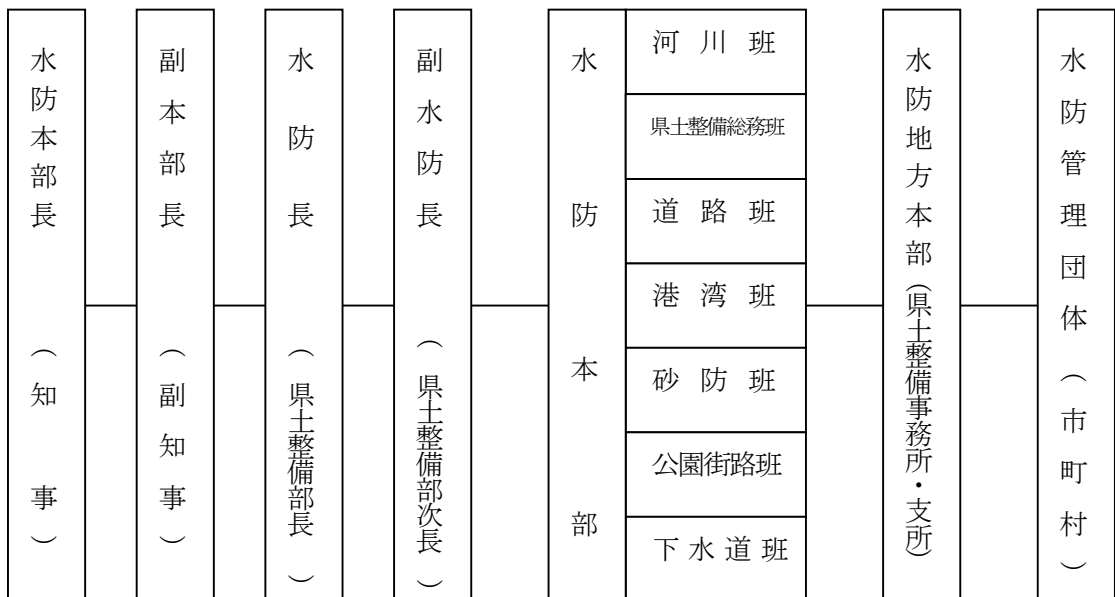 水防本部長（知事）
副本部長（副知事）
水防長（県土整備部長）
副水防長（県土整備部次長）
水防本部
河川班
県土整備総務班
道路班
港湾班
砂防班
公園街路班
下水道班
水防地方本部（県土整備事務所・支所）
水防管理団体（市町村）